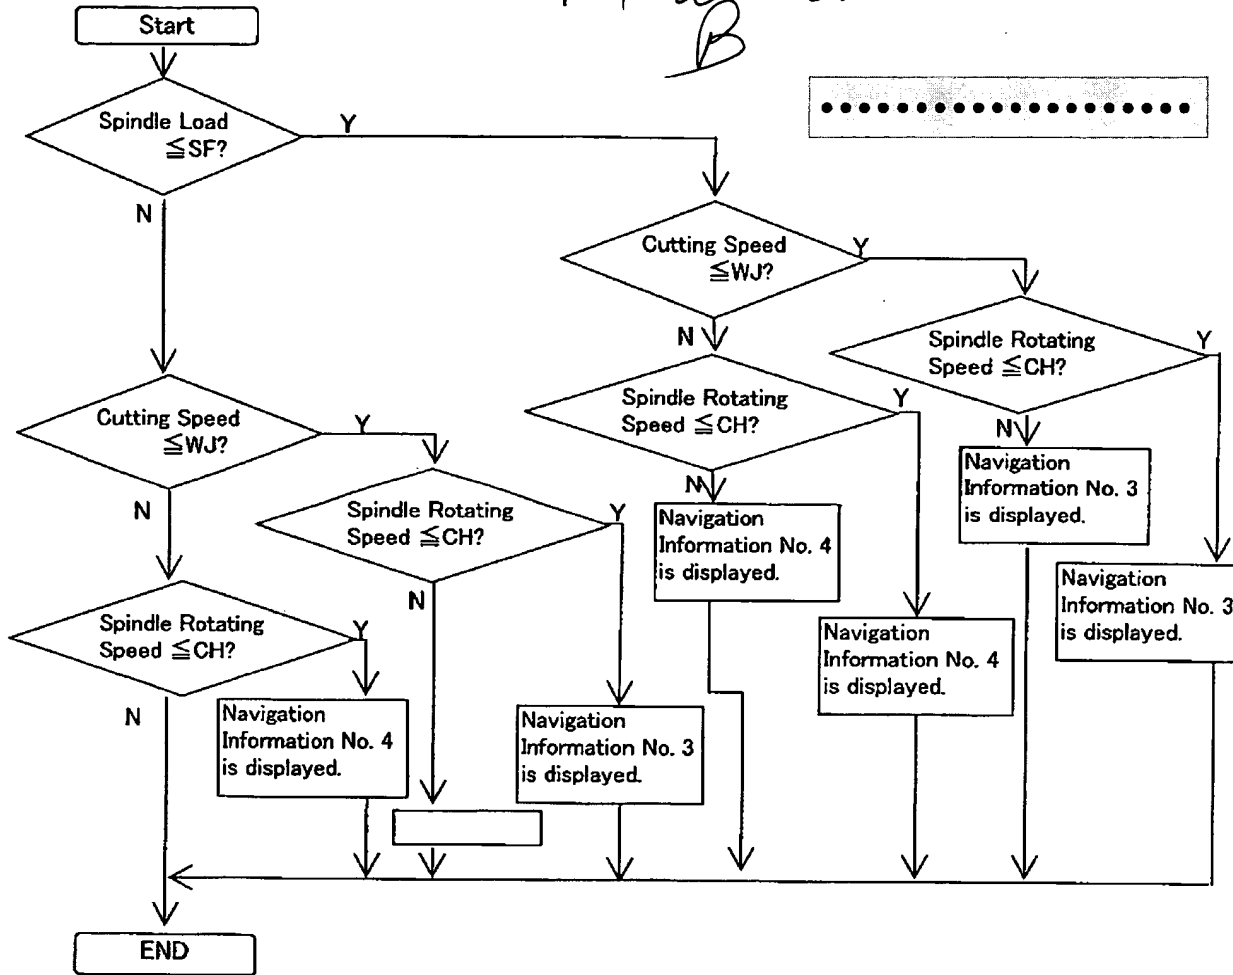 Start
B
Spindle Load
≦SF?
Y
N
Cutting Speed
≦WJ?
Y
N
Spindle Rotating
Speed ≦CH?
Y
N
Spindle Rotating
Speed ≦CH?
Y
N
Navigation
Information No. 3
is displayed.
Navigation
Information No. 3
is displayed.
Navigation
Information No. 4
is displayed.
Navigation
Information No. 4
is displayed.
Cutting Speed
≦WJ?
Y
N
Spindle Rotating
Speed ≦CH?
Y
N
Spindle Rotating
Speed ≦CH?
Y
N
Navigation
Information No. 4
is displayed.
Navigation
Information No. 3
is displayed.
END